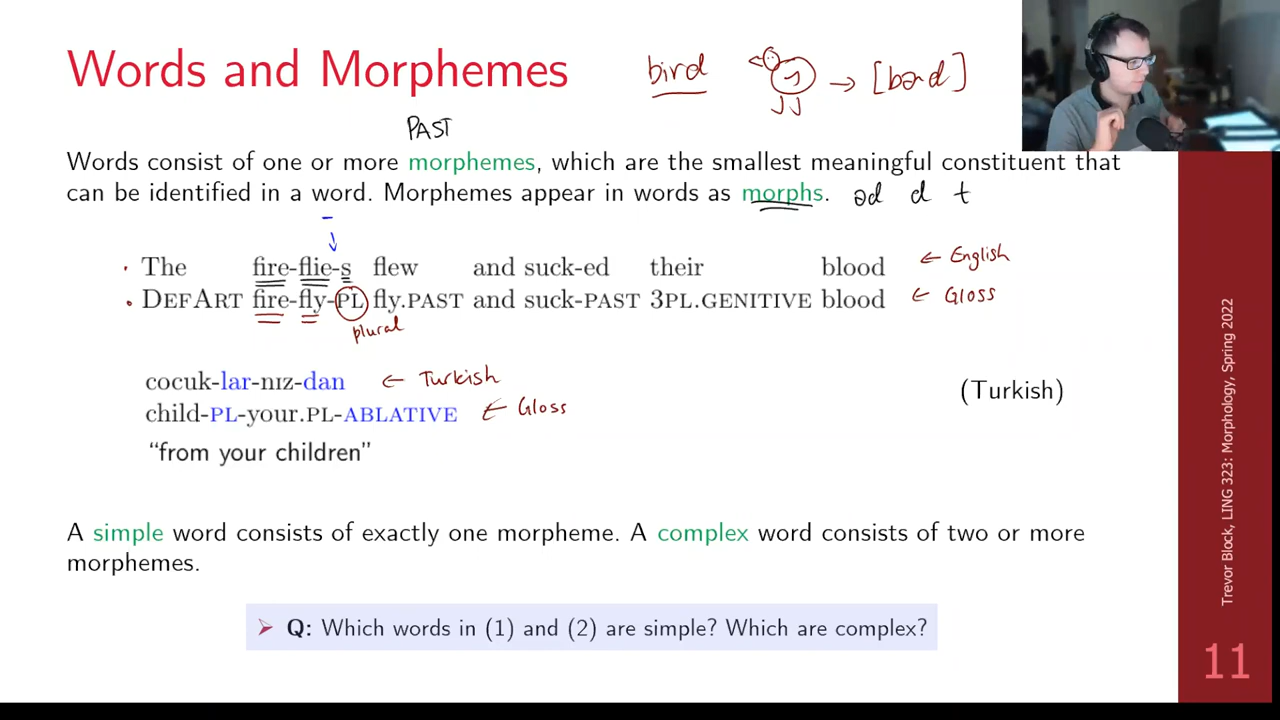 Words and Morphemes
bird → [bəɹd]
PAST
Words consist of one or more morphemes, which are the smallest meaningful constituent that
can be identified in a word. Morphemes appear in words as morphs. əd d t
The fire-flie-s flew and suck-ed their blood ← English
DEFART fire-fly-PL fly.PAST and suck-PAST 3PL.GENITIVE blood ← Gloss
plural
cocuk-lar-nız-dan ← Turkish
child-PL-your.PL-ABLATIVE ← Gloss
(Turkish)
“from your children”
A simple word consists of exactly one morpheme. A complex word consists of two or more
morphemes.
➢ Q: Which words in (1) and (2) are simple? Which are complex?
Trevor Block, LING 323: Morphology, Spring 2022
11